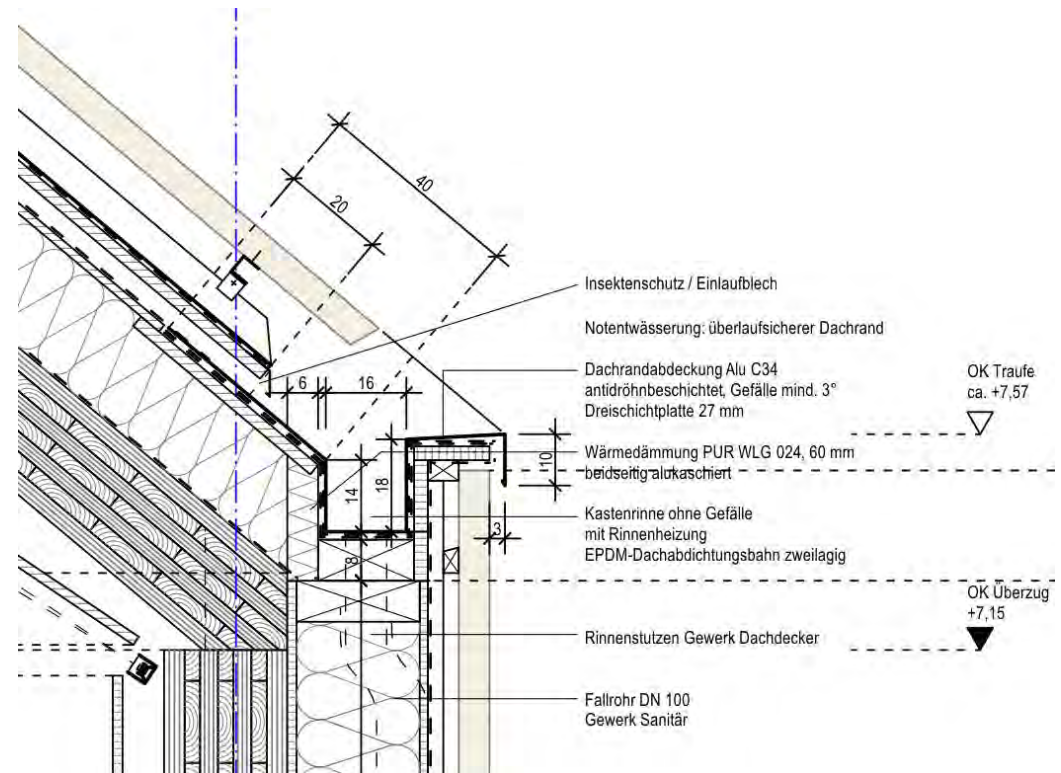 40
20
Insektenschutz / Einlaufblech
Notentwässerung: überlaufsicherer Dachrand
Dachrandabdeckung Alu C34
antidröhnbeschichtet, Gefälle mind. 3°
Dreischichtplatte 27 mm
OK Traufe
ca. +7,57
6
16
Wärmedämmung PUR WLG 024, 60 mm
beidseitig alukaschiert
10
14
18
Kastenrinne ohne Gefälle
mit Rinnenheizung
EPDM-Dachabdichtungsbahn zweilagig
3
8
OK Überzug
+7,15
Rinnenstutzen Gewerk Dachdecker
Fallrohr DN 100
Gewerk Sanitär